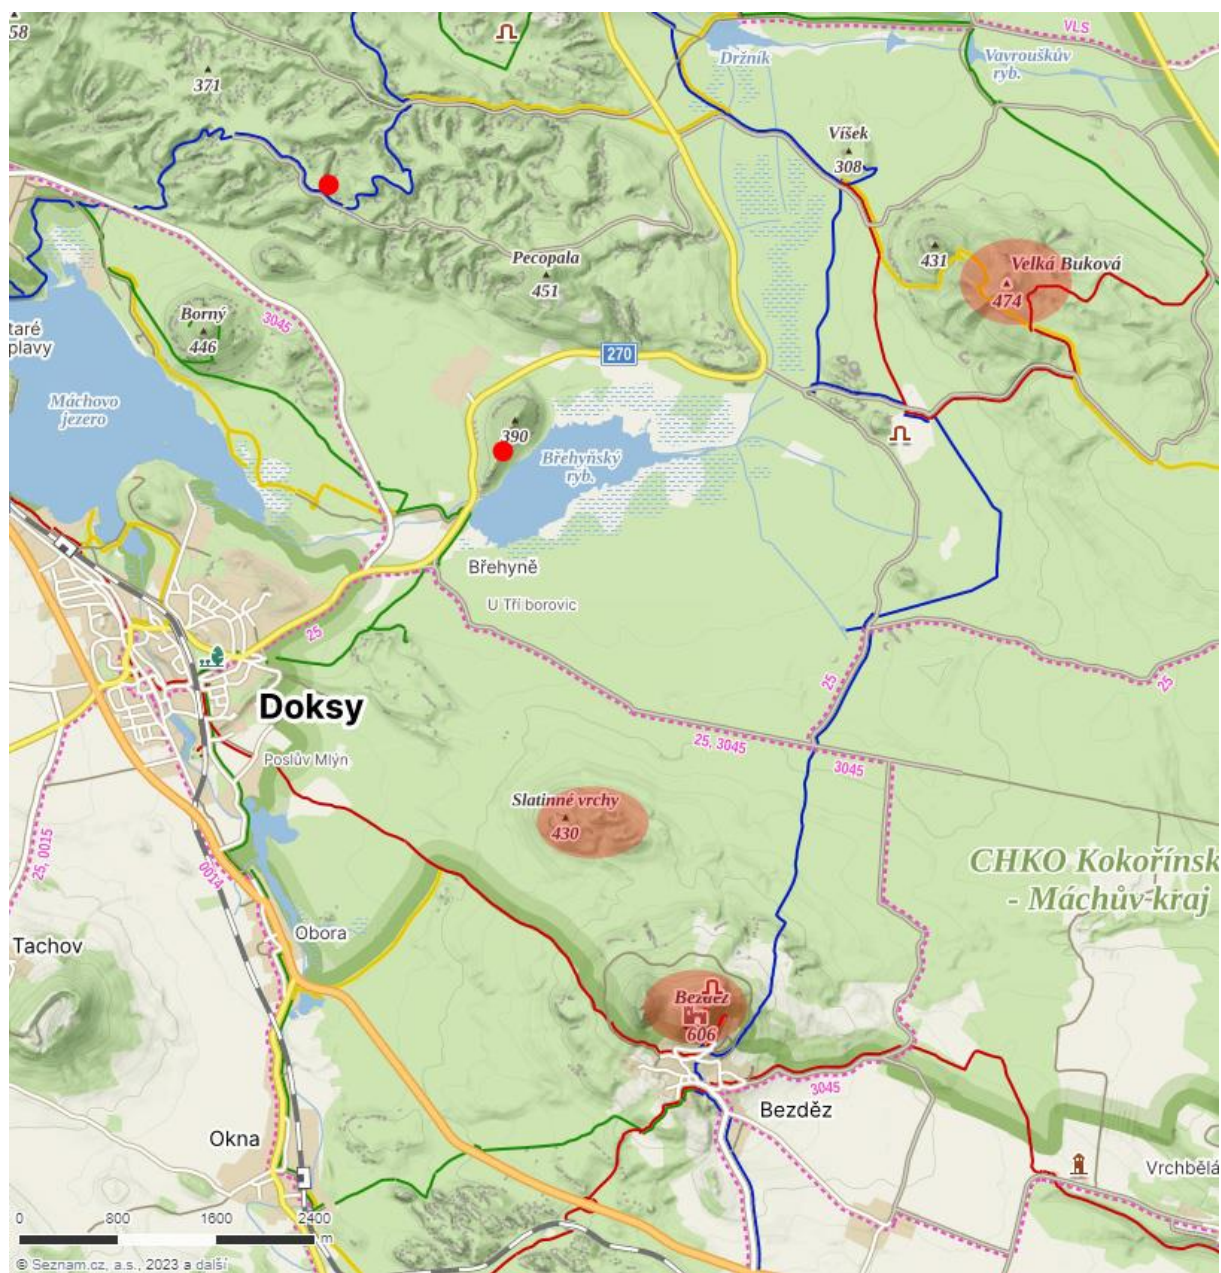 58
VLS
371
Držník
Vavrouškův
ryb.
Víšek
308
Pecopala
451
431
Velká Buková
474
Borný
446
3045
taré
plavy
270
Máchovo
jezero
390
Břehyňský
ryb.
Břehyně
U Tří borovic
25
25
25
Doksy
25, 3045
3045
Poslův Mlýn
Slatinné vrchy
430
25, 0015
0014
CHKO Kokořínsk
- Máchův kraj
Obora
Tachov
Bezděz
606
3045
Bezděz
Okna
Vrchbělá
0 800 1600 2400
m
© Seznam.cz, a.s., 2023 a další